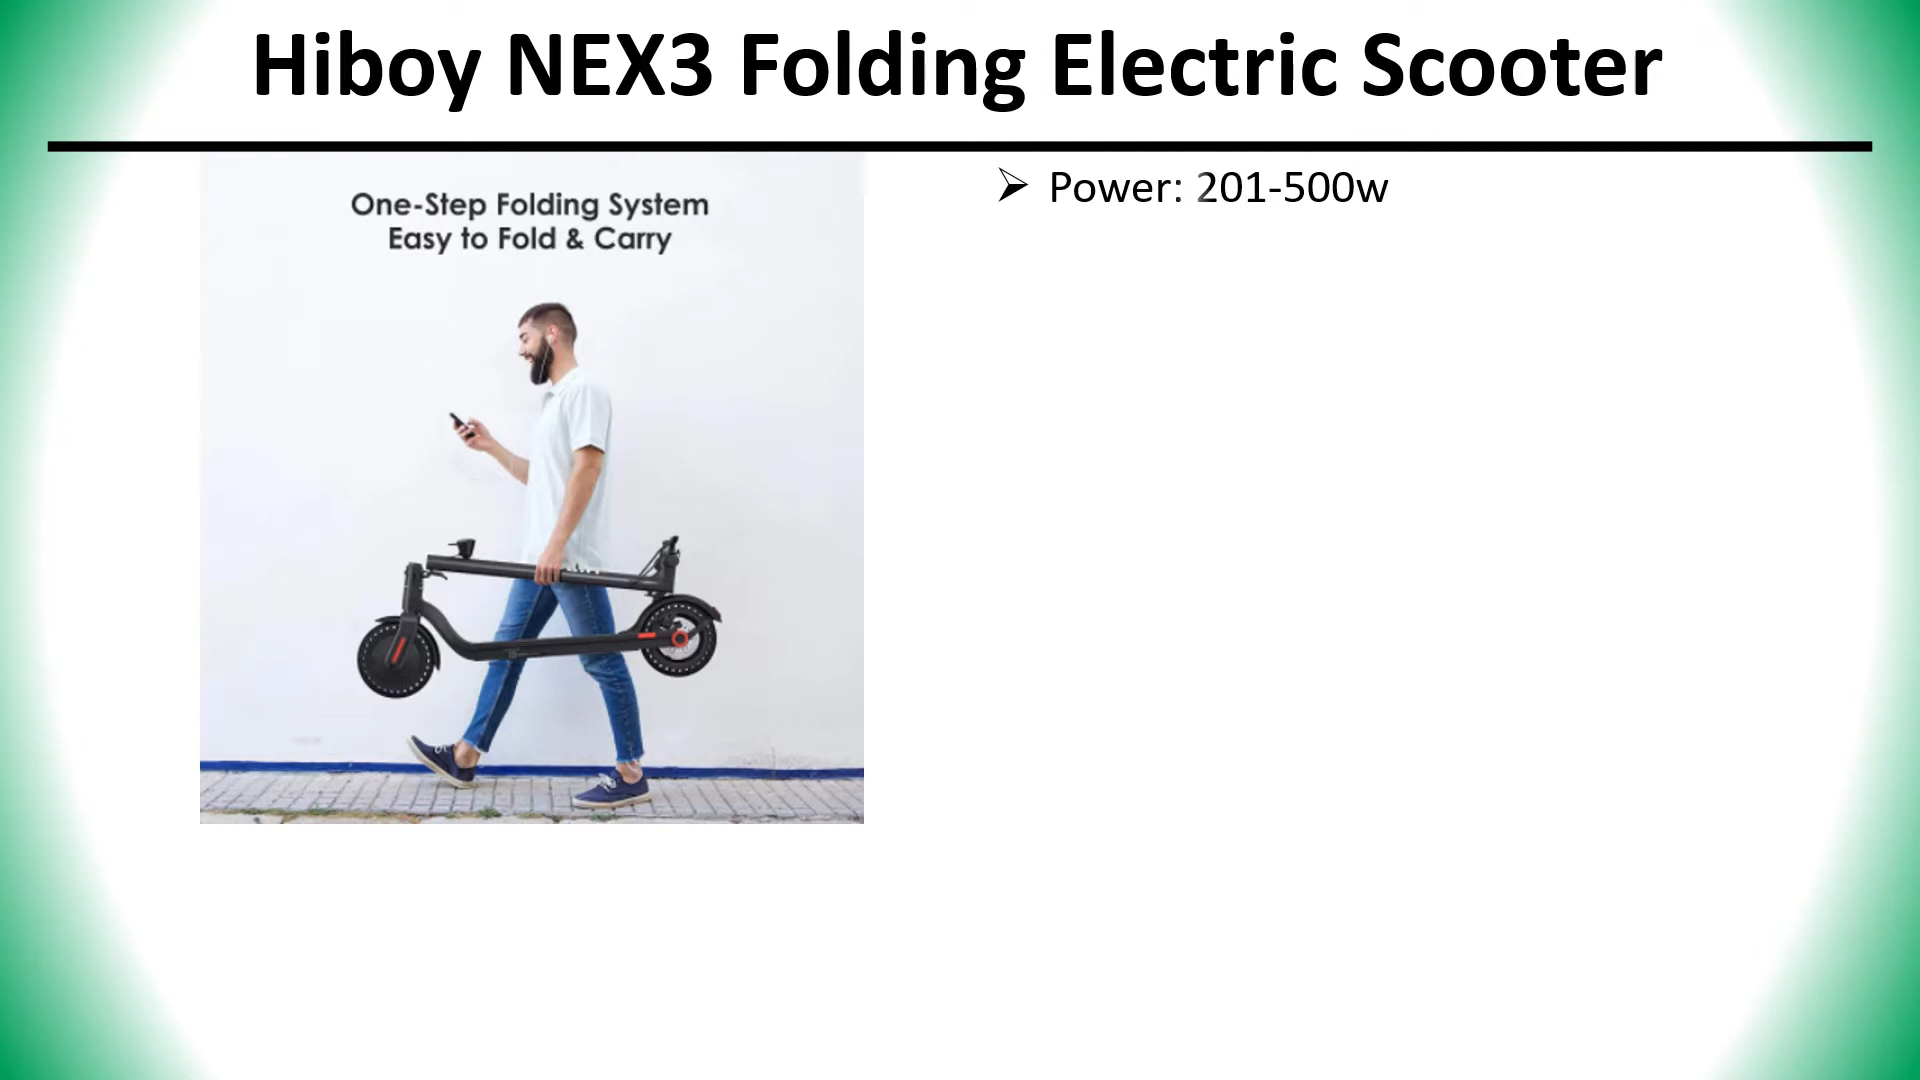 Hiboy NEX3 Folding Electric Scooter
One-Step Folding System
Easy to Fold & Carry
Power: 201-500w